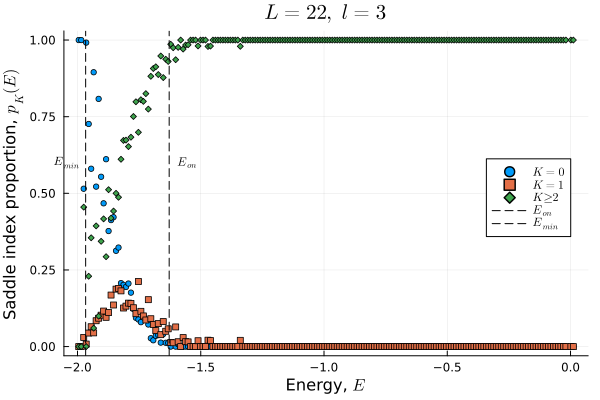 L = 22, l = 3
Saddle index proportion, p_K(E)
1.00
0.75
0.50
0.25
0.00
E_min
E_on
K = 0
K = 1
K≥2
E_on
E_min
−2.0 −1.5 −1.0 −0.5 0.0
Energy, E